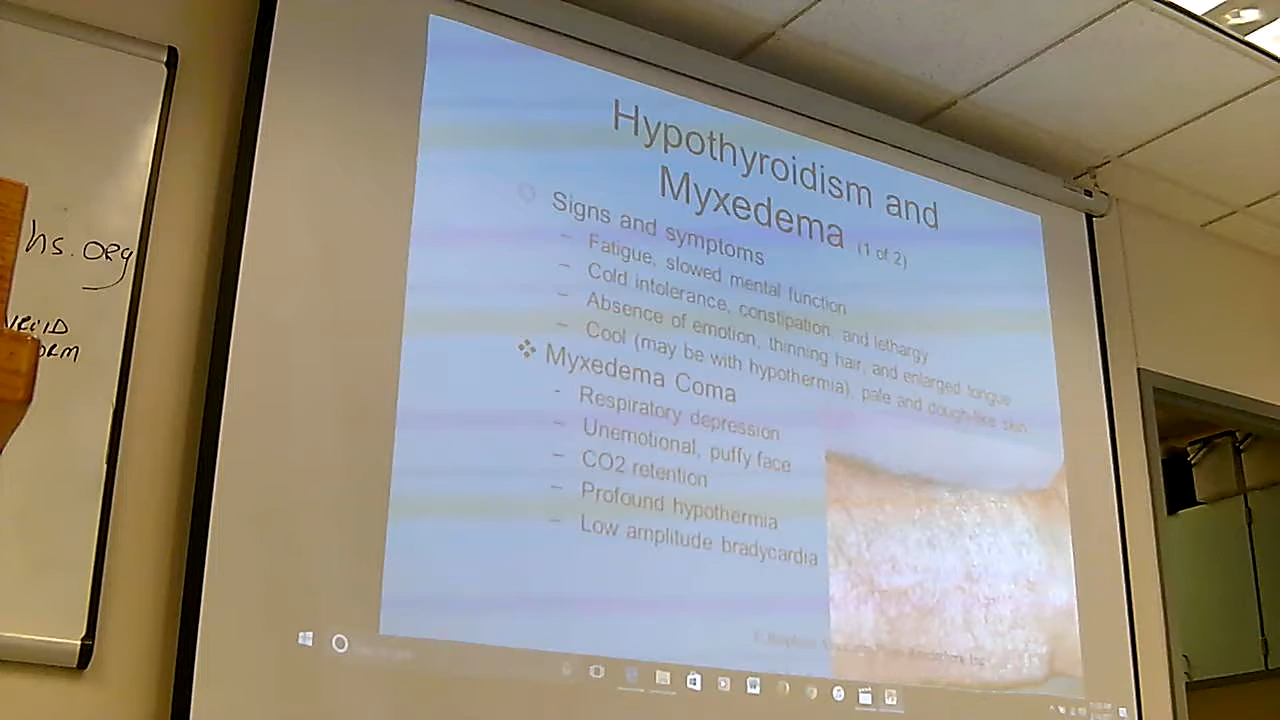 hs.org
Hypothyroidism and
Myxedema (1 of 2)
Signs and symptoms
– Fatigue, slowed mental function
– Cold intolerance, constipation, and lethargy
– Absence of emotion, thinning hair, and enlarged tongue
– Cool (may be with hypothermia), pale and dough-like skin
❖ Myxedema Coma
- Respiratory depression
– Unemotional, puffy face
– CO2 retention
– Profound hypothermia
– Low amplitude bradycardia